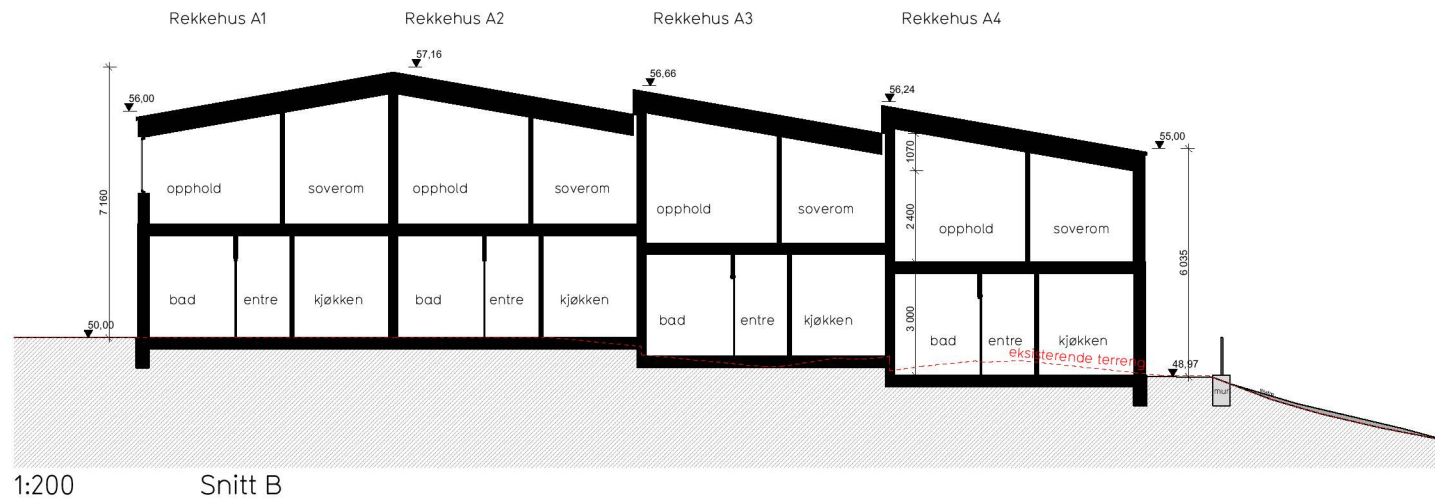 Rekkehus A1 Rekkehus A2 Rekkehus A3 Rekkehus A4
57,16
56,66
56,00
56,24
55,00
7 160
1070
2400
6 035
3 000
opphold soverom opphold soverom
opphold soverom
opphold soverom
bad entre kjøkken bad entre kjøkken
bad entre kjøkken
bad entre kjøkken
50,00
eksisterende terreng
48,97
mur
1:200 Snitt B